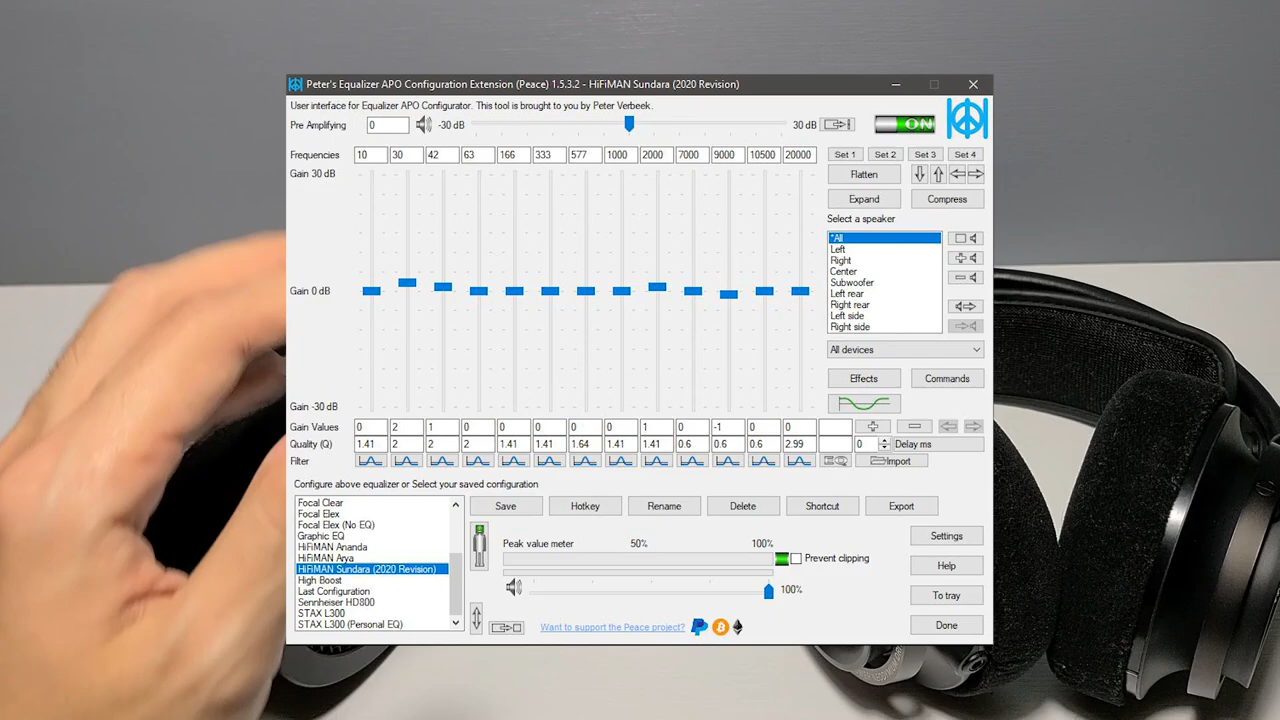 Peter's Equalizer APO Configuration Extension (Peace) 1.5.3.2 - HiFiMAN Sundara (2020 Revision)
User interface for Equalizer APO Configurator. This tool is brought to you by Peter Verbeek.
Pre Amplifying 0 -30 dB 30 dB ON
Frequencies 10 30 42 63 166 333 577 1000 2000 7000 9000 10500 20000 Set 1 Set 2 Set 3 Set 4
Gain 30 dB Flatten
Expand Compress
Select a speaker
*All
Left
Right
Center
Subwoofer
Gain 0 dB
Left rear
Right rear
Left side
Right side
All devices
Effects Commands
Gain -30 dB
Gain Values 0 2 1 0 0 0 0 0 1 0 -1 0 0
Quality (Q) 1.41 2 2 2 1.41 1.41 1.64 1.41 1.41 0.6 0.6 0.6 2.99 0 Delay ms
Filter EQ Import
Configure above equalizer or Select your saved configuration
Focal Clear
Focal Elex
Focal Elex (No EQ)
Graphic EQ
HiFiMAN Ananda
HiFiMAN Arya
HiFiMAN Sundara (2020 Revision)
High Boost
Last Configuration
Sennheiser HD800
STAX L300
STAX L300 (Personal EQ)
Save Hotkey Rename Delete Shortcut Export
Peak value meter 50% 100%
Prevent clipping
100%
Want to support the Peace project?
Settings
Help
To tray
Done